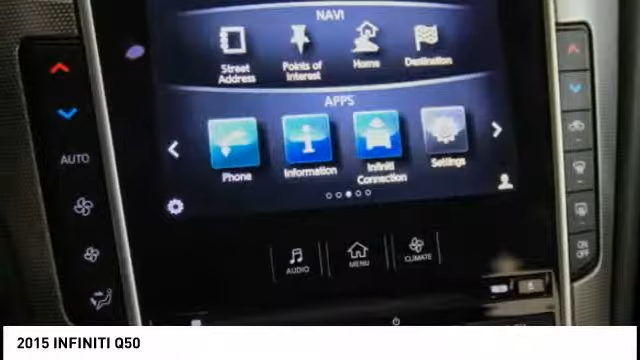 NAVI
Street Address
Points of Interest
Home
Destination
APPS
Phone
Information
Infiniti Connection
Settings
AUTO
AUDIO
MENU
CLIMATE
ON OFF
2015 INFINITI Q50